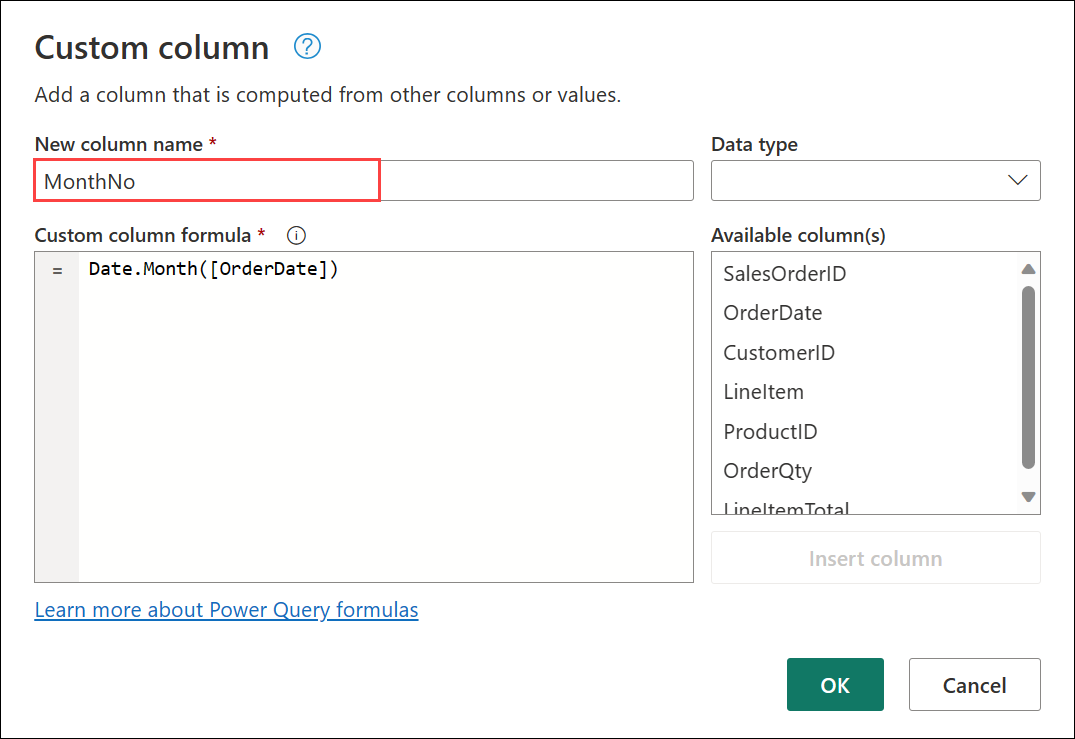 Custom column ?
Add a column that is computed from other columns or values.
New column name *
Data type
MonthNo
Custom column formula * i
Available column(s)
= Date.Month([OrderDate])
SalesOrderID
OrderDate
CustomerID
LineItem
ProductID
OrderQty
LineItemTotal
Insert column
Learn more about Power Query formulas
OK
Cancel